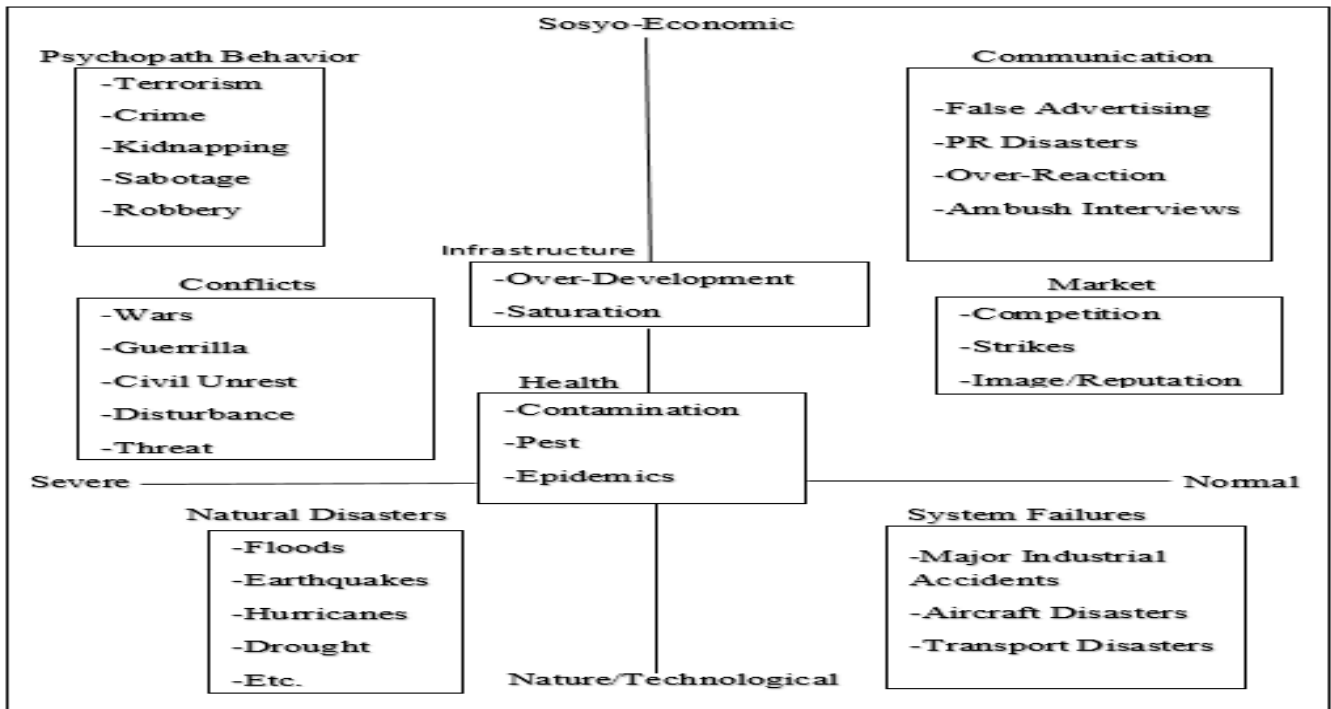 Sosyo-Economic
Psychopath Behavior
-Terrorism
-Crime
-Kidnapping
-Sabotage
-Robbery
Communication
-False Advertising
-PR Disasters
-Over-Reaction
-Ambush Interviews
Infrastructure
-Over-Development
-Saturation
Conflicts
-Wars
-Guerrilla
-Civil Unrest
-Disturbance
-Threat
Market
-Competition
-Strikes
-Image/Reputation
Health
-Contamination
-Pest
-Epidemics
Severe
Normal
Natural Disasters
-Floods
-Earthquakes
-Hurricanes
-Drought
-Etc.
System Failures
-Major Industrial
Accidents
-Aircraft Disasters
-Transport Disasters
Nature/Technological